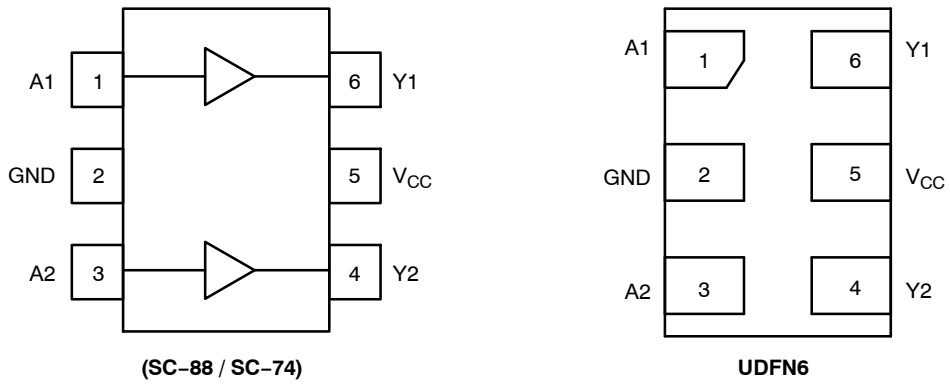 A1 1 6 Y1
GND 2 5 VCC
A2 3 4 Y2
(SC−88 / SC−74)
A1 1 6 Y1
GND 2 5 VCC
A2 3 4 Y2
UDFN6